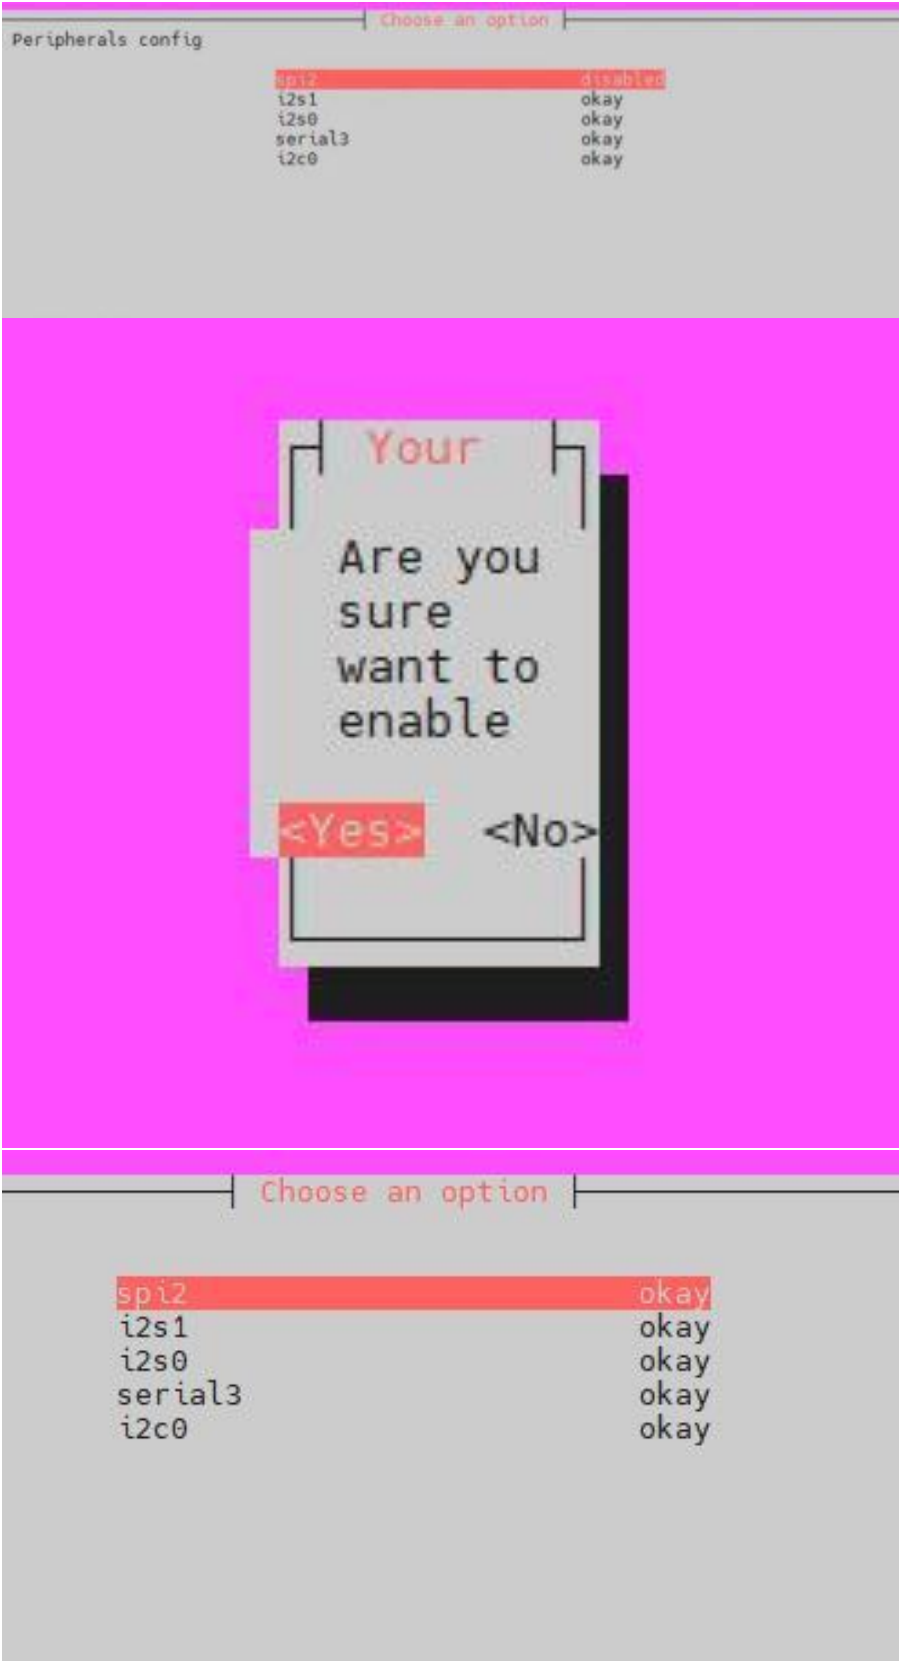 Choose an option
Peripherals config
spi2 disabled
i2s1 okay
i2s0 okay
serial3 okay
i2c0 okay
Your
Are you
sure
want to
enable
<Yes> <No>
Choose an option
spi2 okay
i2s1 okay
i2s0 okay
serial3 okay
i2c0 okay